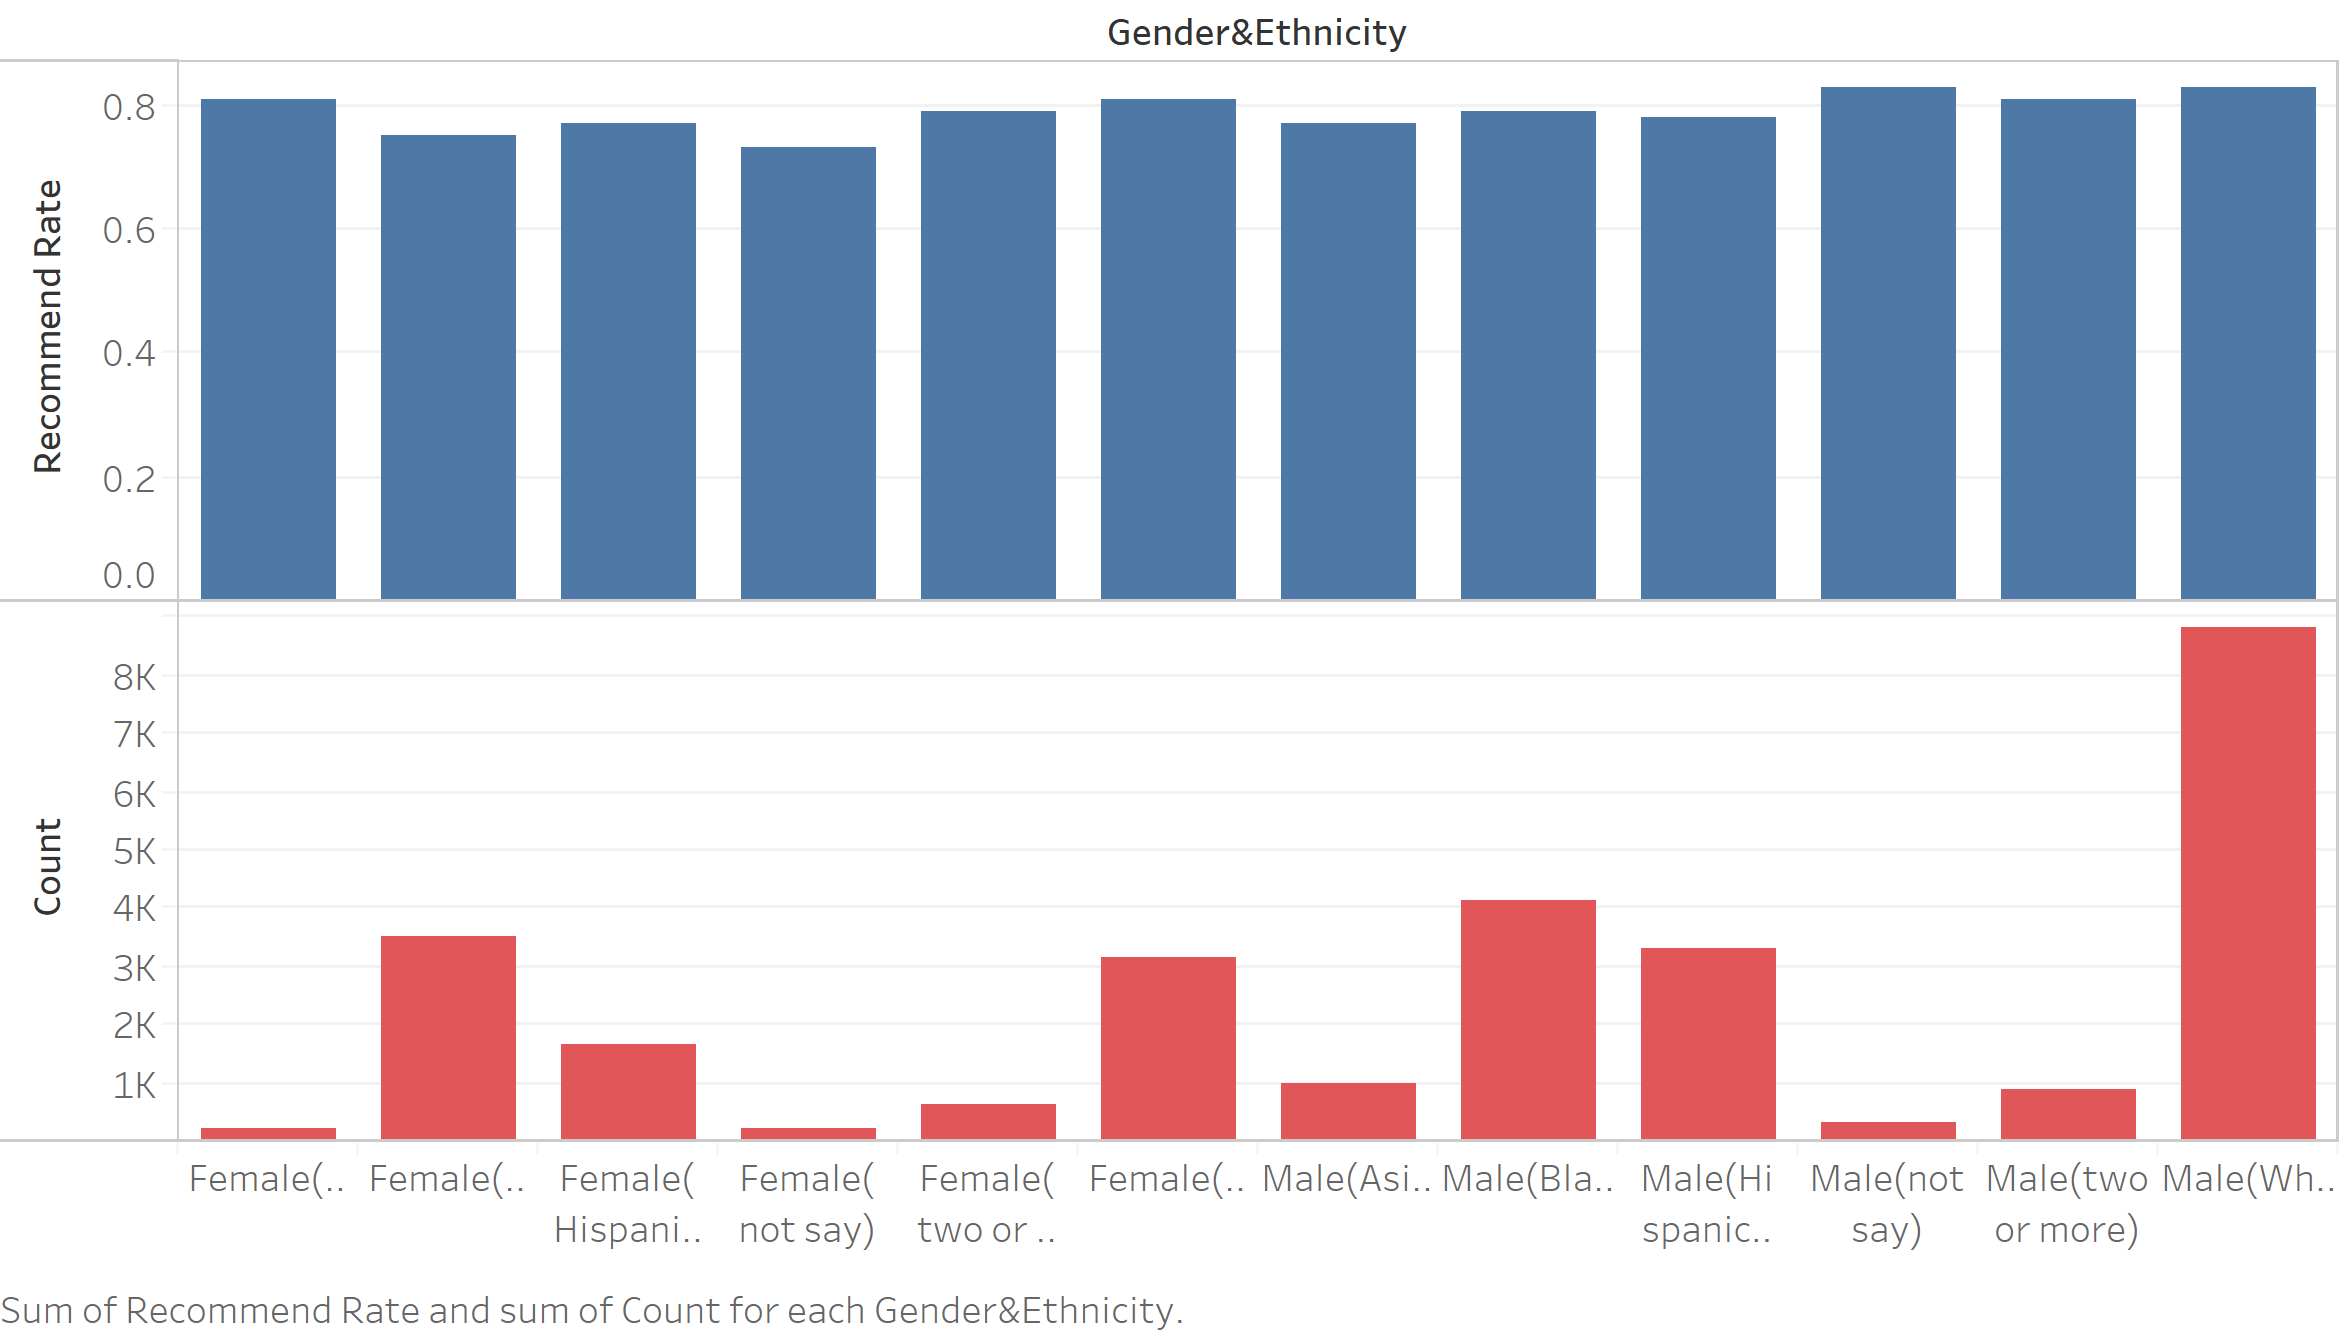 Gender&Ethnicity
Recommend Rate
0.8
0.6
0.4
0.2
0.0
Count
8K
7K
6K
5K
4K
3K
2K
1K
Female(.. Female(.. Female( Female( Female( Female(.. Male(Asi.. Male(Bla.. Male(Hi Male(not Male(two Male(Wh..
Hispani.. not say) two or .. spanic.. say) or more)
Sum of Recommend Rate and sum of Count for each Gender&Ethnicity.